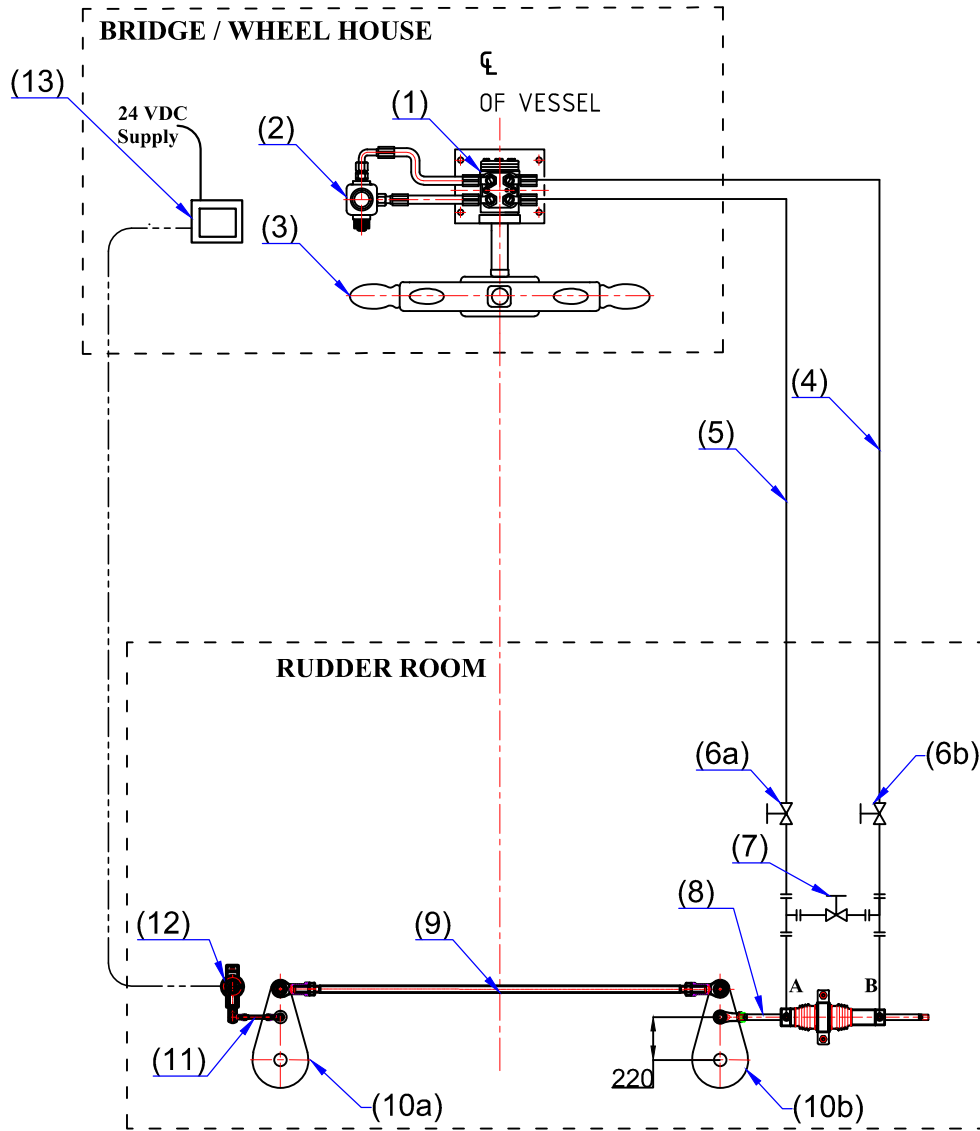 BRIDGE / WHEEL HOUSE
℄
OF VESSEL
(13)
24 VDC
Supply
(2)
(1)
(3)
(4)
(5)
RUDDER ROOM
(6a)
(6b)
(7)
(8)
(12)
(9)
A
B
(11)
220
(10a)
(10b)